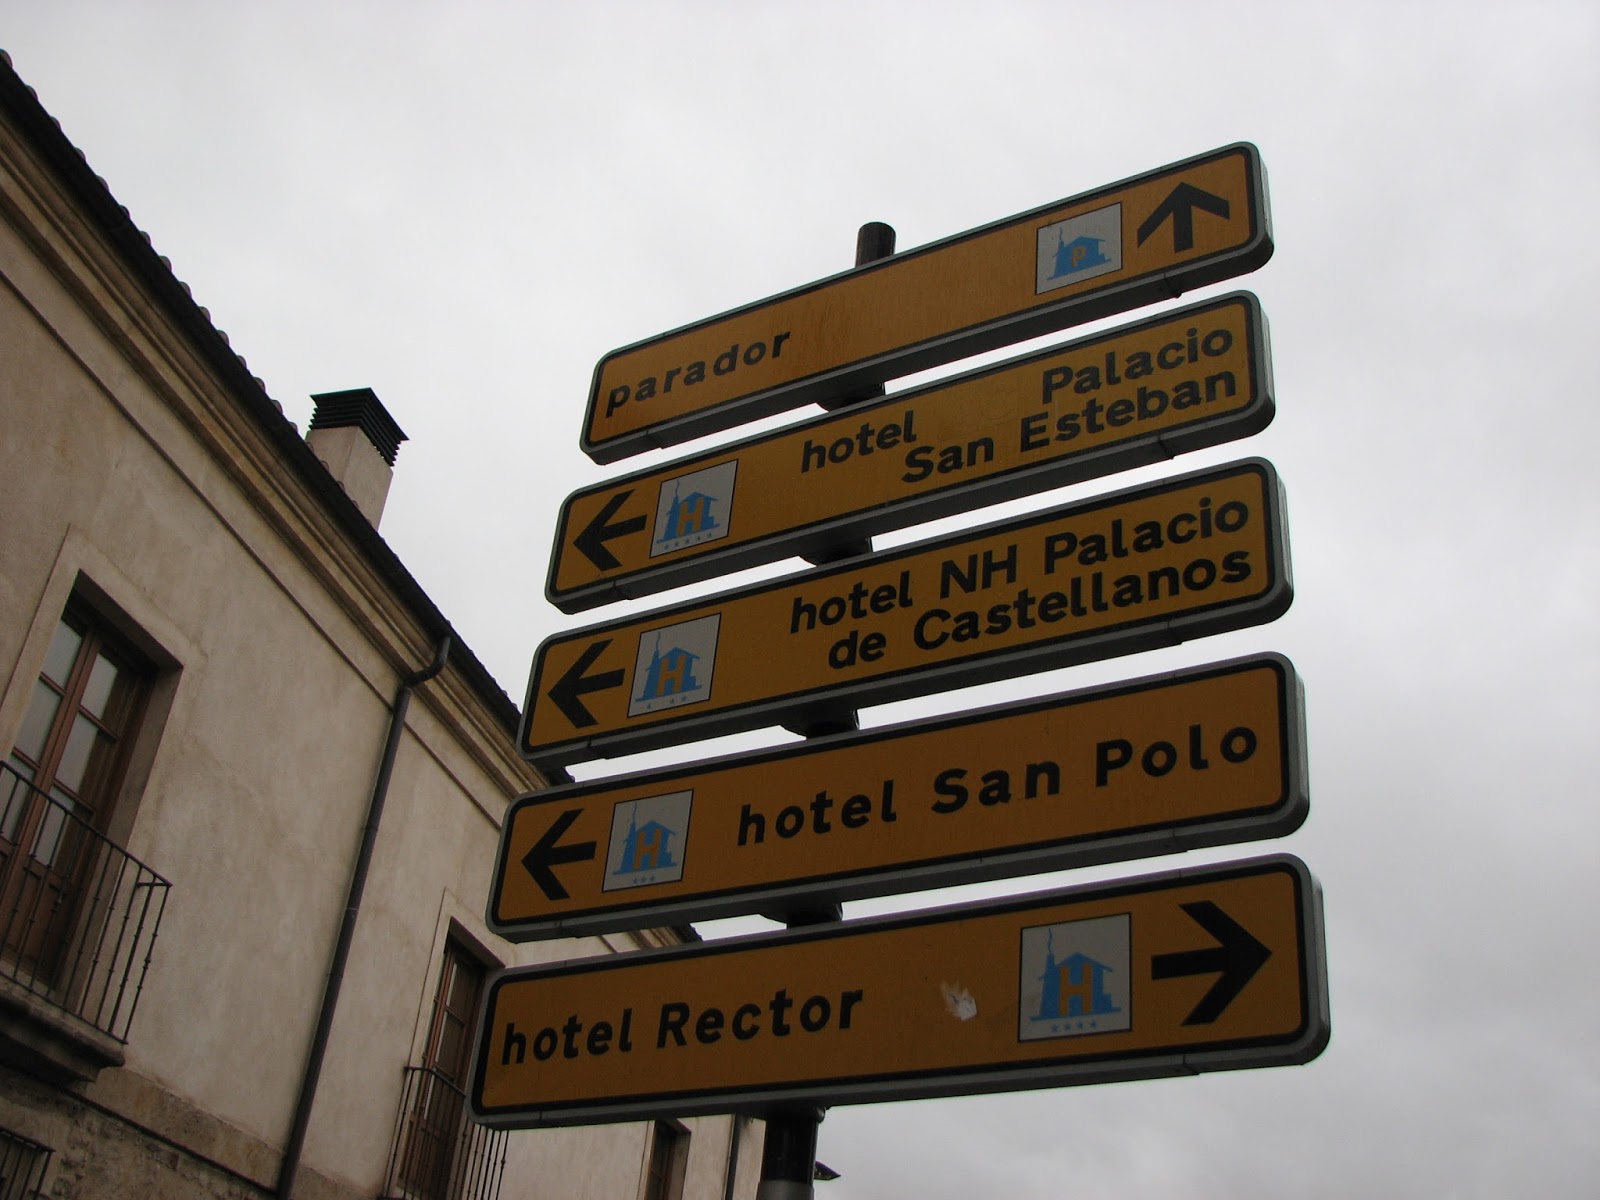 parador
P
hotel Palacio
San Esteban
H
hotel NH Palacio
de Castellanos
H
hotel San Polo
H
hotel Rector
H